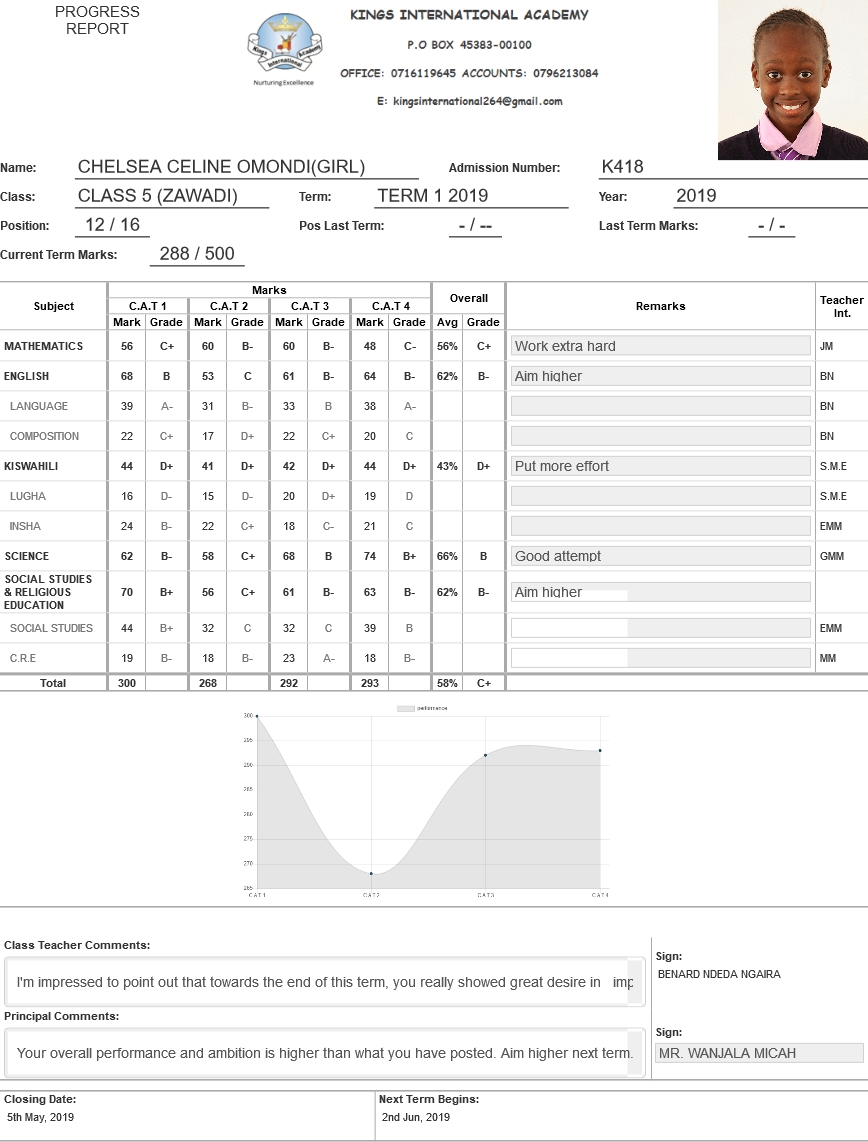 PROGRESS
REPORT
KINGS INTERNATIONAL ACADEMY
P.O BOX 45383-00100
OFFICE: 0716119645 ACCOUNTS: 0796213084
E: kingsinternational264@gmail.com
Kings Academy
International
Nurturing Excellence
Name: CHELSEA CELINE OMONDI(GIRL) Admission Number: K418
Class: CLASS 5 (ZAWADI) Term: TERM 1 2019 Year: 2019
Position: 12 / 16 Pos Last Term: - / -- Last Term Marks: - / -
Current Term Marks: 288 / 500
Subject Marks Overall Remarks Teacher Int.
C.A.T 1 C.A.T 2 C.A.T 3 C.A.T 4
Mark Grade Mark Grade Mark Grade Mark Grade Avg Grade
MATHEMATICS 56 C+ 60 B- 60 B- 48 C- 56% C+ Work extra hard JM
ENGLISH 68 B 53 C 61 B- 64 B- 62% B- Aim higher BN
LANGUAGE 39 A- 31 B- 33 B 38 A- BN
COMPOSITION 22 C+ 17 D+ 22 C+ 20 C BN
KISWAHILI 44 D+ 41 D+ 42 D+ 44 D+ 43% D+ Put more effort S.M.E
LUGHA 16 D- 15 D- 20 D+ 19 D S.M.E
INSHA 24 B- 22 C+ 18 C- 21 C EMM
SCIENCE 62 B- 58 C+ 68 B 74 B+ 66% B Good attempt GMM
SOCIAL STUDIES
& RELIGIOUS
EDUCATION 70 B+ 56 C+ 61 B- 63 B- 62% B- Aim higher
SOCIAL STUDIES 44 B+ 32 C 32 C 39 B EMM
C.R.E 19 B- 18 B- 23 A- 18 B- MM
Total 300 268 292 293 58% C+
performance
300
295
290
285
280
275
270
265
CAT1 CAT2 CAT3 CAT4
Class Teacher Comments:
I'm impressed to point out that towards the end of this term, you really showed great desire in imp
Sign:
BENARD NDEDA NGAIRA
Principal Comments:
Your overall performance and ambition is higher than what you have posted. Aim higher next term.
Sign:
MR. WANJALA MICAH
Closing Date: Next Term Begins:
5th May, 2019 2nd Jun, 2019